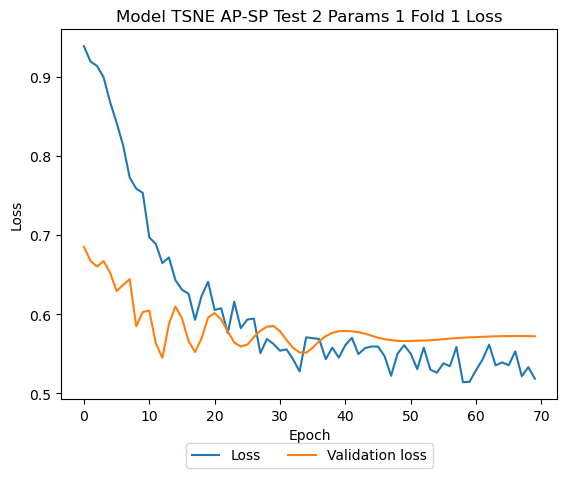 Model TSNE AP-SP Test 2 Params 1 Fold 1 Loss
0.9
0.8
0.7
0.6
0.5
Loss
0 10 20 30 40 50 60 70
Epoch
Loss Validation loss